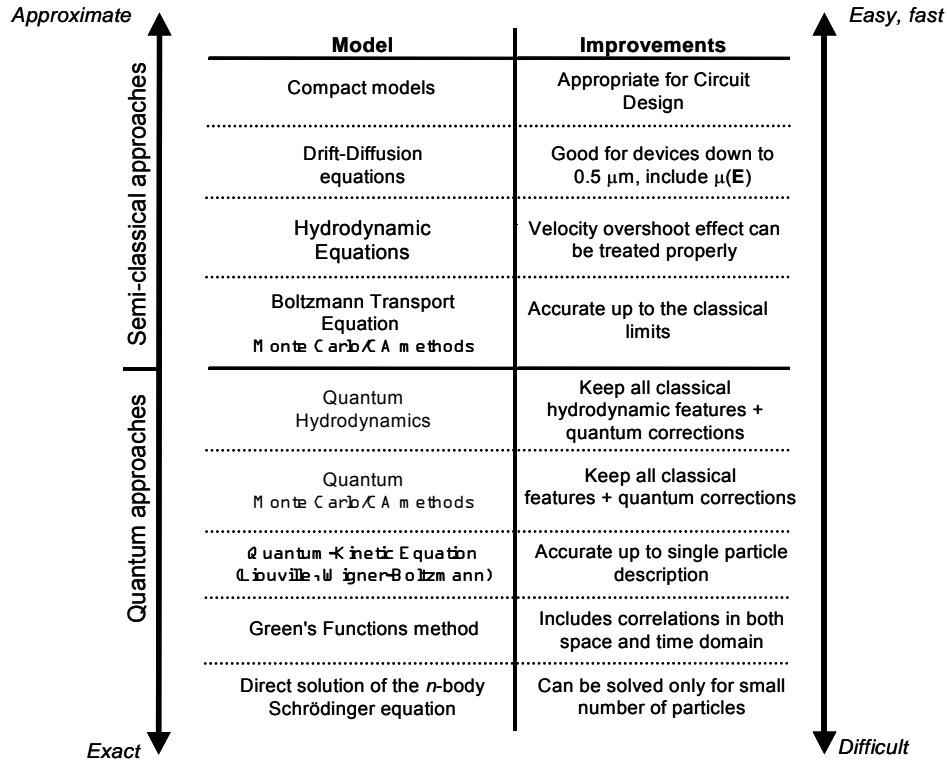 Approximate
Easy, fast
Model
Improvements
Semi-classical approaches
Compact models
Appropriate for Circuit
Design
Drift-Diffusion
equations
Good for devices down to
0.5 μm, include μ(E)
Hydrodynamic
Equations
Velocity overshoot effect can
be treated properly
Boltzmann Transport
Equation
Monte Carlo/CA methods
Accurate up to the classical
limits
Quantum approaches
Quantum
Hydrodynamics
Keep all classical
hydrodynamic features +
quantum corrections
Quantum
Monte Carlo/CA methods
Keep all classical
features + quantum corrections
Quantum-Kinetic Equation
(Liouville, Wigner-Boltzmann)
Accurate up to single particle
description
Green's Functions method
Includes correlations in both
space and time domain
Direct solution of the n-body
Schrödinger equation
Can be solved only for small
number of particles
Exact
Difficult